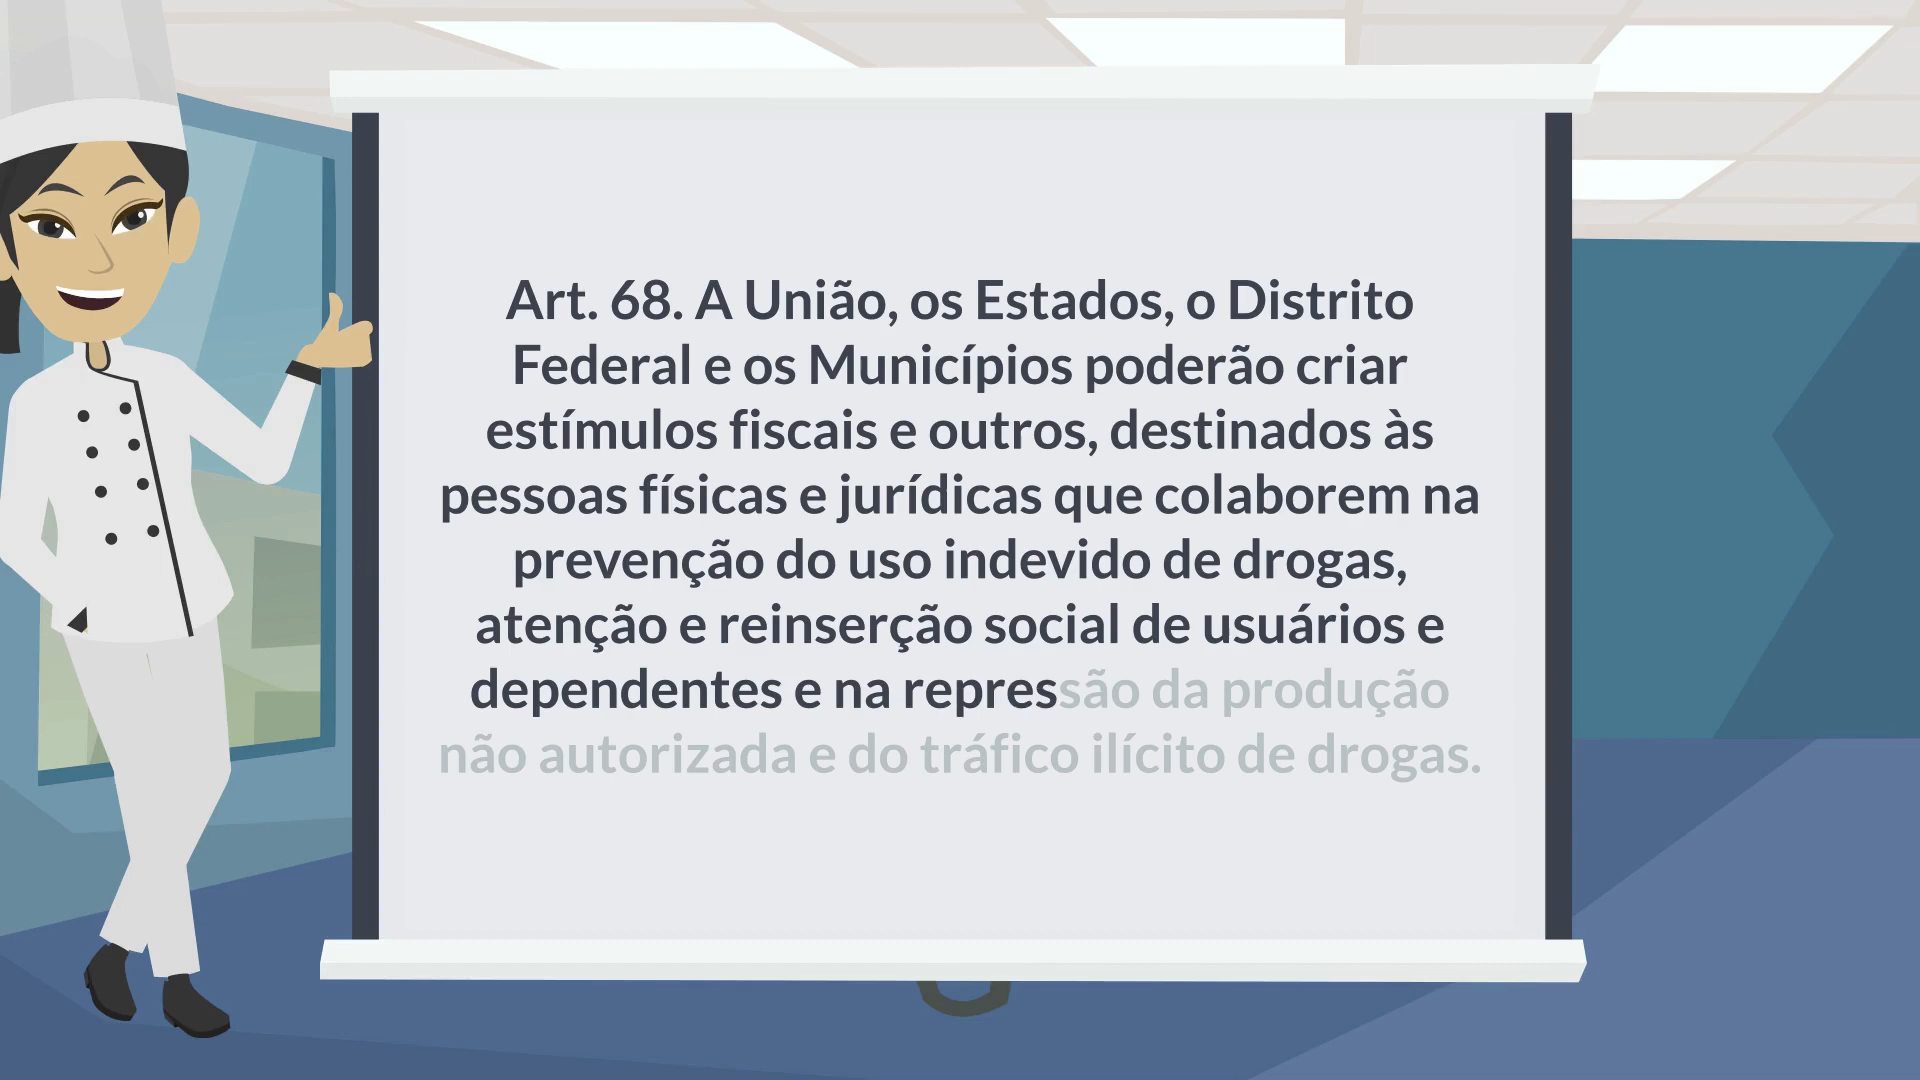 Art. 68. A União, os Estados, o Distrito
Federal e os Municípios poderão criar
estímulos fiscais e outros, destinados às
pessoas físicas e jurídicas que colaborem na
prevenção do uso indevido de drogas,
atenção e reinserção social de usuários e
dependentes e na repressão da produção
não autorizada e do tráfico ilícito de drogas.